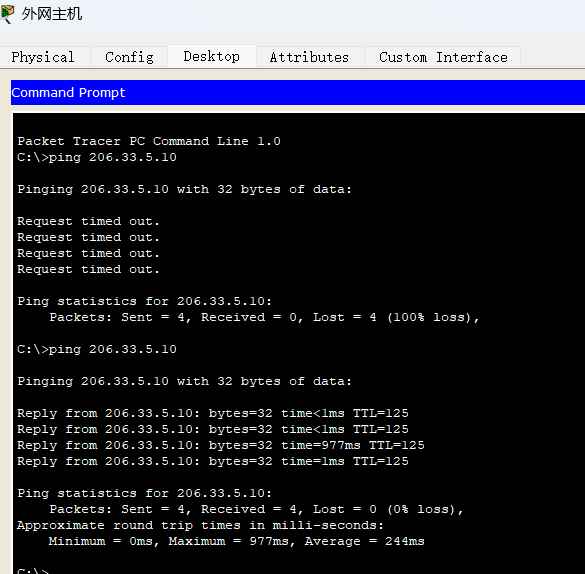 外网主机
Physical Config Desktop Attributes Custom Interface
Command Prompt
Packet Tracer PC Command Line 1.0
C:\>ping 206.33.5.10
Pinging 206.33.5.10 with 32 bytes of data:
Request timed out.
Request timed out.
Request timed out.
Request timed out.
Ping statistics for 206.33.5.10:
Packets: Sent = 4, Received = 0, Lost = 4 (100% loss),
C:\>ping 206.33.5.10
Pinging 206.33.5.10 with 32 bytes of data:
Reply from 206.33.5.10: bytes=32 time<1ms TTL=125
Reply from 206.33.5.10: bytes=32 time<1ms TTL=125
Reply from 206.33.5.10: bytes=32 time=977ms TTL=125
Reply from 206.33.5.10: bytes=32 time=1ms TTL=125
Ping statistics for 206.33.5.10:
Packets: Sent = 4, Received = 4, Lost = 0 (0% loss),
Approximate round trip times in milli-seconds:
Minimum = 0ms, Maximum = 977ms, Average = 244ms
C:\>